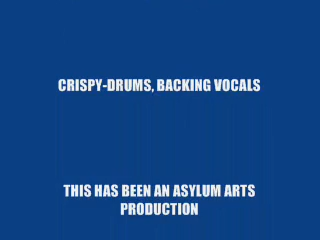 CRISPY-DRUMS, BACKING VOCALS
THIS HAS BEEN AN ASYLUM ARTS
PRODUCTION